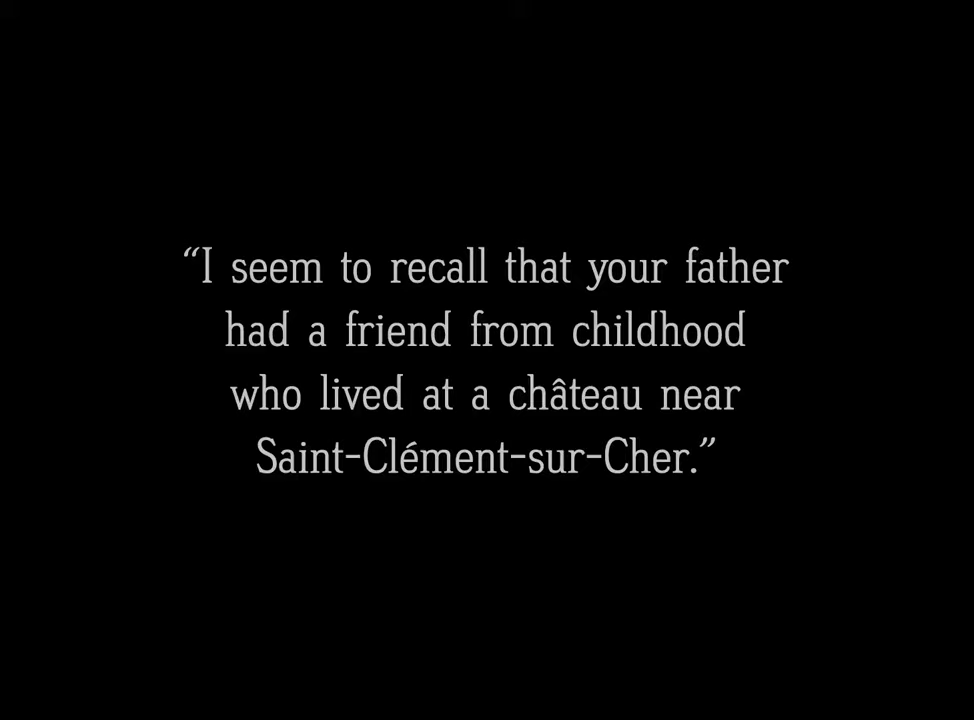 “I seem to recall that your father
had a friend from childhood
who lived at a château near
Saint-Clément-sur-Cher.”